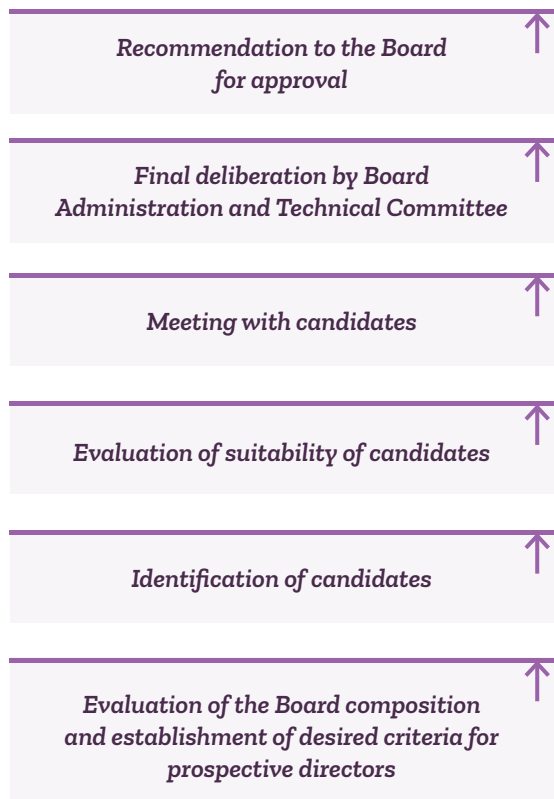 Recommendation to the Board
for approval
Final deliberation by Board
Administration and Technical Committee
Meeting with candidates
Evaluation of suitability of candidates
Identification of candidates
Evaluation of the Board composition
and establishment of desired criteria for
prospective directors